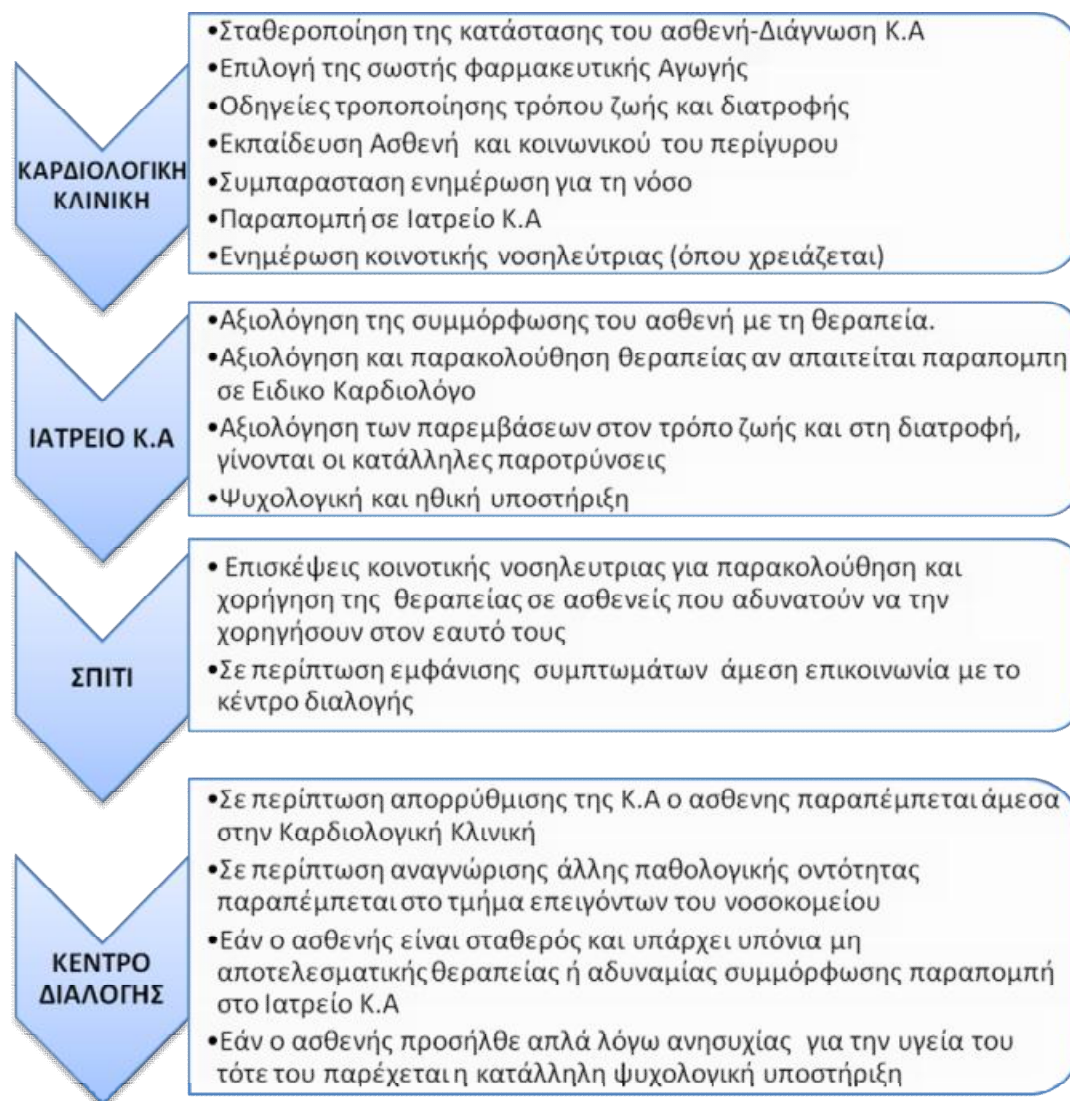 ΚΑΡΔΙΟΛΟΓΙΚΗ
ΚΛΙΝΙΚΗ
•Σταθεροποίηση της κατάστασης του ασθενή-Διάγνωση Κ.Α
•Επιλογή της σωστής φαρμακευτικής Αγωγής
•Οδηγείες τροποποίησης τρόπου ζωής και διατροφής
•Εκπαίδευση Ασθενή και κοινωνικού του περίγυρου
•Συμπαρασταση ενημέρωση για τη νόσο
•Παραπομπή σε Ιατρείο Κ.Α
•Ενημέρωση κοινοτικής νοσηλεύτριας (όπου χρειάζεται)
ΙΑΤΡΕΙΟ Κ.Α
•Αξιολόγηση της συμμόρφωσης του ασθενή με τη θεραπεία.
•Αξιολόγηση και παρακολούθηση θεραπείας αν απαιτείται παραπομπη
σε Ειδικο Καρδιολόγο
•Αξιολόγηση των παρεμβάσεων στον τρόπο ζωής και στη διατροφή,
γίνονται οι κατάλληλες παροτρύνσεις
•Ψυχολογική και ηθική υποστήριξη
ΣΠΙΤΙ
• Επισκέψεις κοινοτικής νοσηλευτριας για παρακολούθηση και
χορήγηση της θεραπείας σε ασθενείς που αδυνατούν να την
χορηγήσουν στον εαυτό τους
•Σε περίπτωση εμφάνισης συμπτωμάτων άμεση επικοινωνία με το
κέντρο διαλογής
ΚΕΝΤΡΟ
ΔΙΑΛΟΓΗΣ
•Σε περίπτωση απορρύθμισης της Κ.Α ο ασθενης παραπέμπεται άμεσα
στην Καρδιολογική Κλινική
•Σε περίπτωση αναγνώρισης άλλης παθολογικής οντότητας
παραπέμπεται στο τμήμα επειγόντων του νοσοκομείου
•Εάν ο ασθενής είναι σταθερός και υπάρχει υπόνια μη
αποτελεσματικής θεραπείας ή αδυναμίας συμμόρφωσης παραπομπή
στο Ιατρείο Κ.Α
•Εάν ο ασθενής προσήλθε απλά λόγω ανησυχίας για την υγεία του
τότε του παρέχεται η κατάλληλη ψυχολογική υποστήριξη